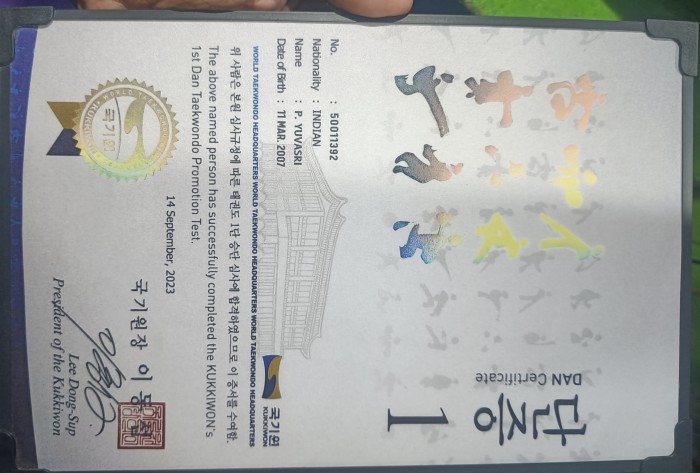 단증
DAN Certificate
1
No. : 50011392
Nationality : INDIAN
Name : P. YUVASRI
Date of Birth : 11 MAR. 2007
국기원
KUKKIWON
WORLD TAEKWONDO HEADQUARTERS WORLD TAEKWONDO HEADQUARTERS WORLD TAEKWONDO HEADQUARTERS
위 사람은 본원 심사규정에 따른 태권도 1단 승단 심사에 합격하였으므로 이 증서를 수여함.
The above named person has successfully completed the KUKKIWON's
1st Dan Taekwondo Promotion Test.
14 September, 2023
국기원
국기원장 이 동
Lee Dong-Sup
President of the Kukkiwon